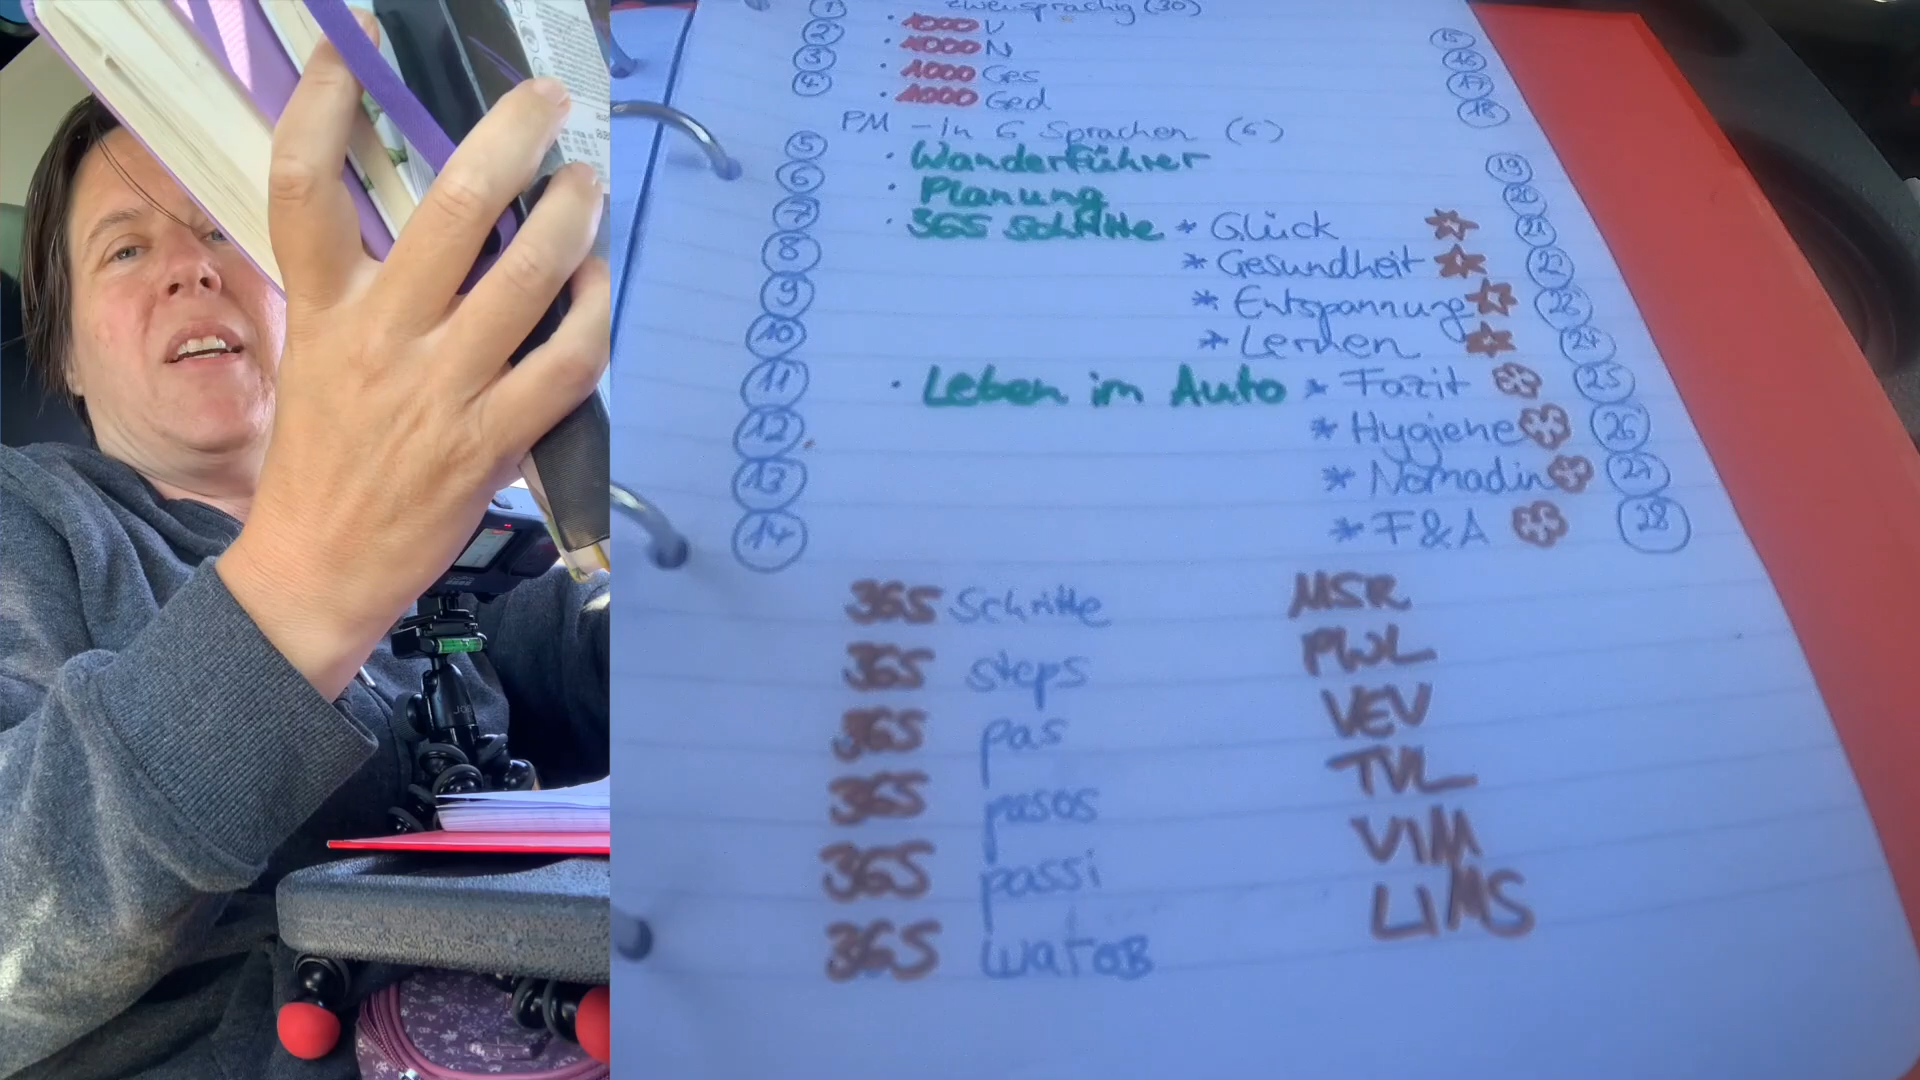 ① zweisprachig (30)
② • 1000 V ⑮
③ • 1000 N ⑯
④ • 1000 Ges ⑰
• 1000 Ged ⑱
PM - in 6 Sprachen (6)
⑤ • Wanderführer ⑲
⑥ • Planung ⑳
⑦ • 365 Schritte * Glück ㉑
⑧ * Gesundheit ㉒
⑨ * Entspannung ㉓
⑩ * Lernen ㉔
⑪ • Leben im Auto * Fazit ㉕
⑫ * Hygiene ㉖
⑬ * Nomadin ㉗
⑭ * F&A ㉘
365 Schritte MSR
365 steps PWL
365 pas VEV
365 pasos TVL
365 passi VIM
365 шагов LIMS